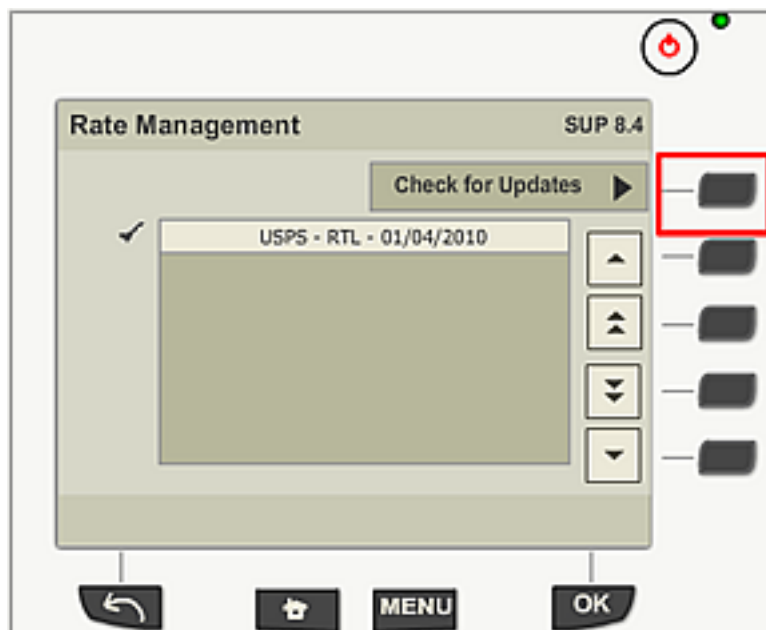 Rate Management
SUP 8.4
Check for Updates
USPS - RTL - 01/04/2010
MENU
OK